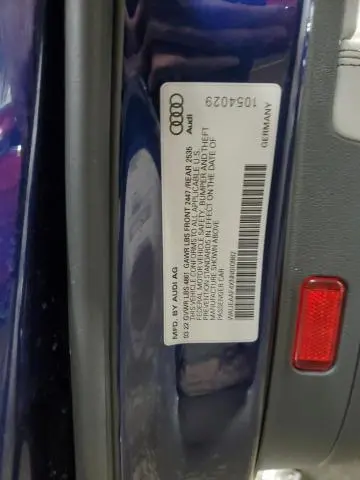 MFD. BY AUDI AG
03 22 GVWR LBS 4861 GAWR LBS FRONT 2447 /REAR 2535
THIS VEHICLE CONFORMS TO ALL APPLICABLE U.S.
FEDERAL MOTOR VEHICLE SAFETY, BUMPER AND THEFT
PREVENTION STANDARDS IN EFFECT ON THE DATE OF
MANUFACTURE SHOWN ABOVE.
PASSENGER CAR
GERMANY
Audi
1054029